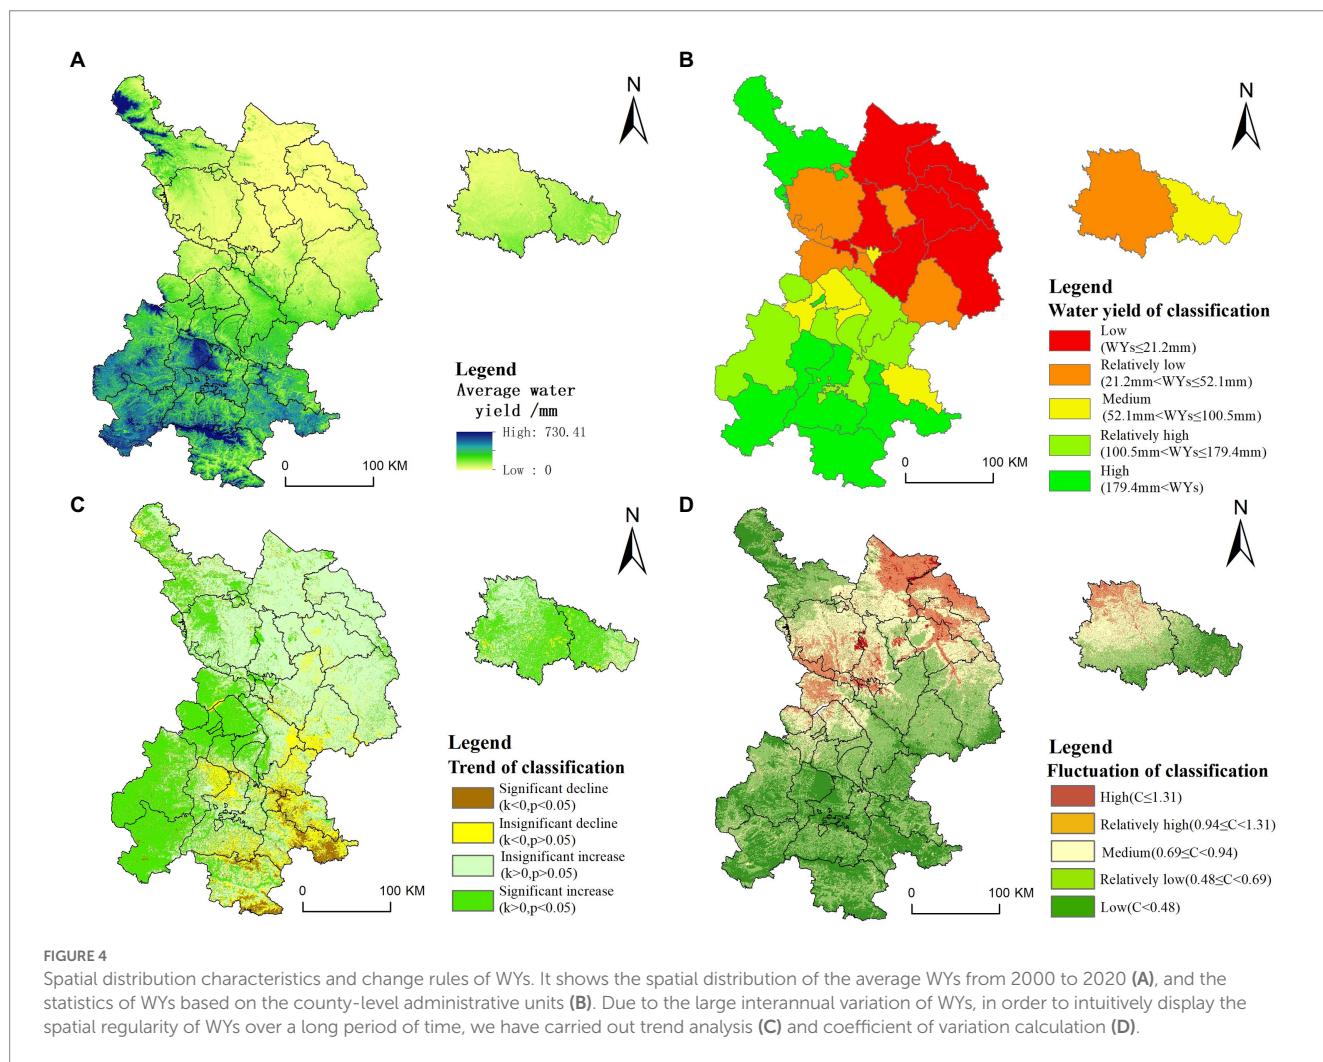 A
N
Legend
Average water
yield /mm
High: 730.41
Low : 0
0
100 KM
B
N
Legend
Water yield of classification
Low
(WYs≤21.2mm)
Relatively low
(21.2mm<WYs≤52.1mm)
Medium
(52.1mm<WYs≤100.5mm)
Relatively high
(100.5mm<WYs≤179.4mm)
High
(179.4mm<WYs)
0
100 KM
C
N
Legend
Trend of classification
Significant decline
(k<0,p<0.05)
Insignificant decline
(k<0,p>0.05)
Insignificant increase
(k>0,p>0.05)
Significant increase
(k>0,p<0.05)
0
100 KM
D
N
Legend
Fluctuation of classification
High(C≤1.31)
Relatively high(0.94≤C<1.31)
Medium(0.69≤C<0.94)
Relatively low(0.48≤C<0.69)
Low(C<0.48)
0
100 KM
FIGURE 4
Spatial distribution characteristics and change rules of WYs. It shows the spatial distribution of the average WYs from 2000 to 2020 (A), and the
statistics of WYs based on the county-level administrative units (B). Due to the large interannual variation of WYs, in order to intuitively display the
spatial regularity of WYs over a long period of time, we have carried out trend analysis (C) and coefficient of variation calculation (D).